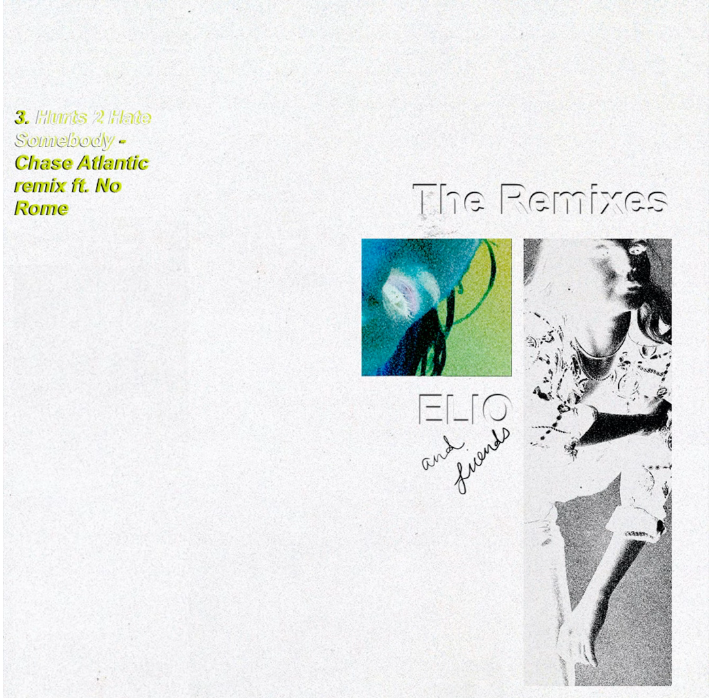 3. Hurts 2 Hate
Somebody -
Chase Atlantic
remix ft. No
Rome
The Remixes
ELIO
and
friends